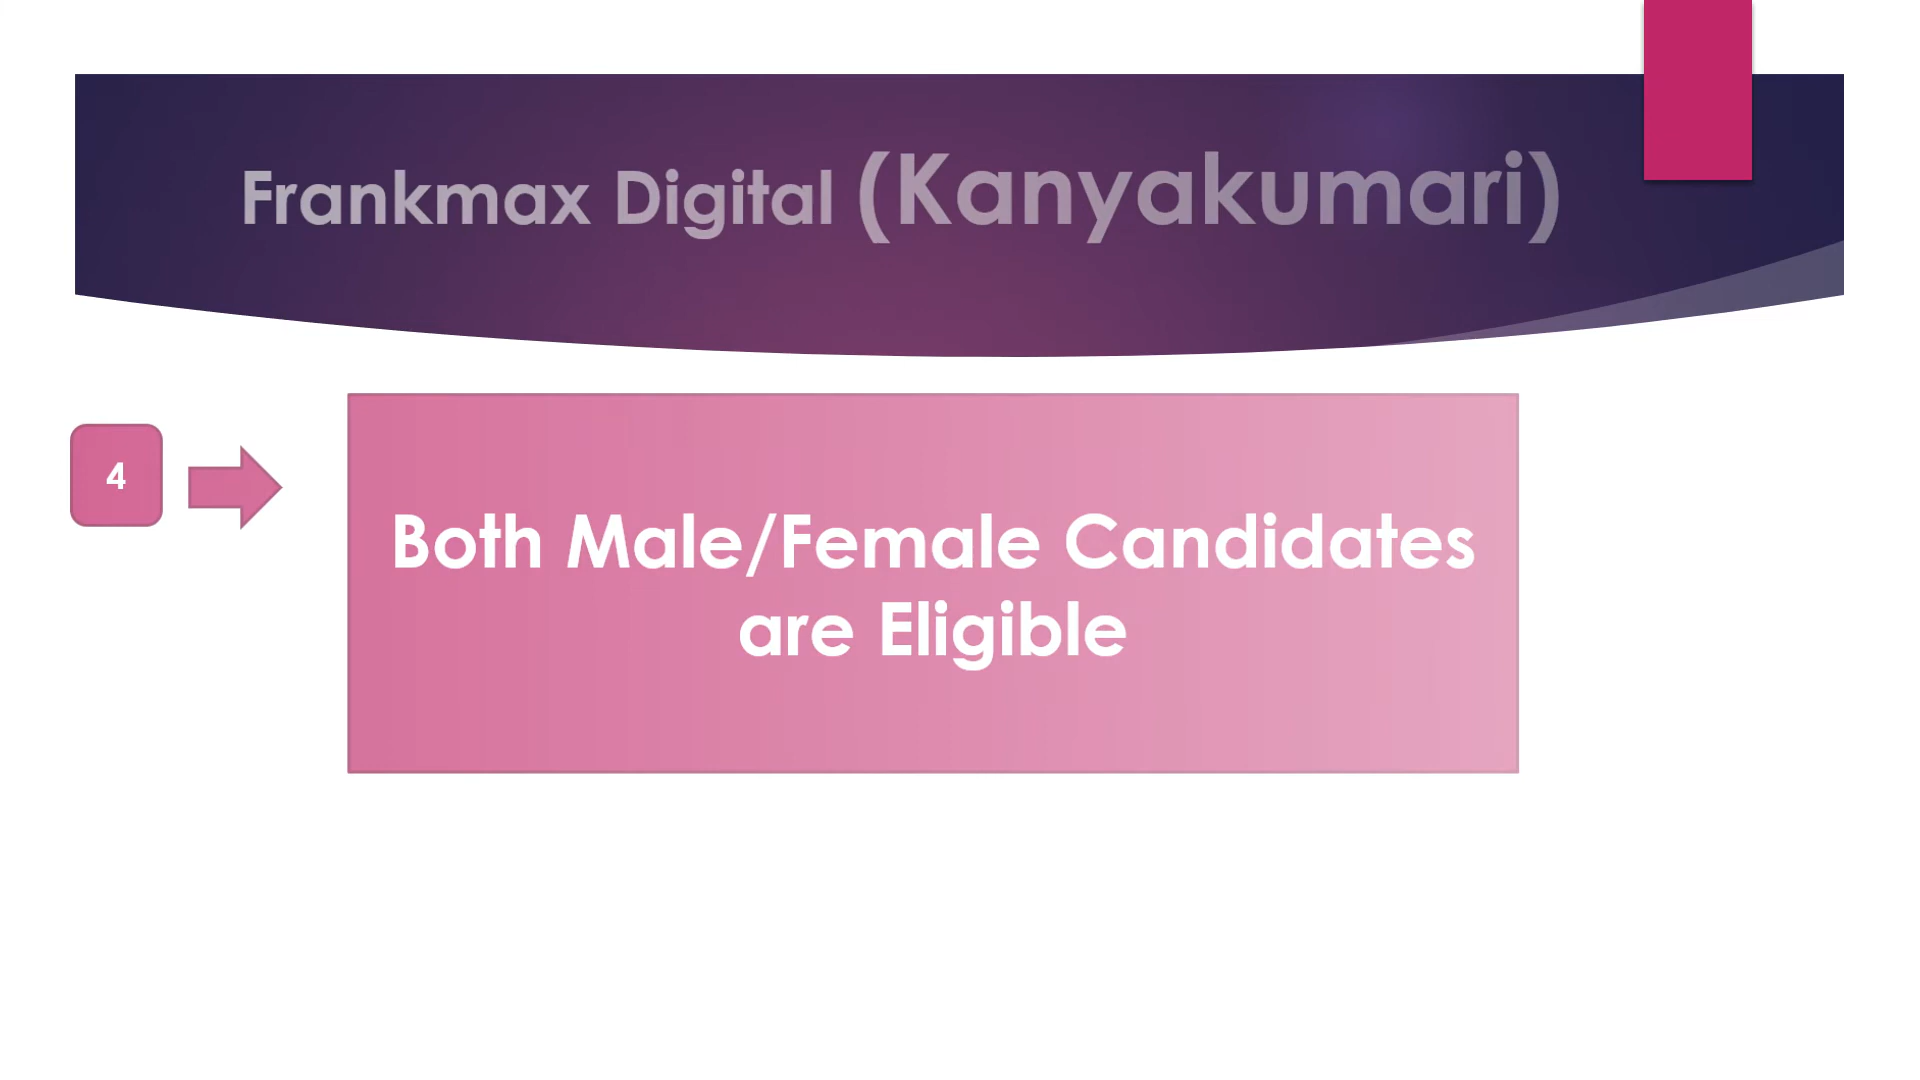 Frankmax Digital (Kanyakumari)
4
Both Male/Female Candidates
are Eligible